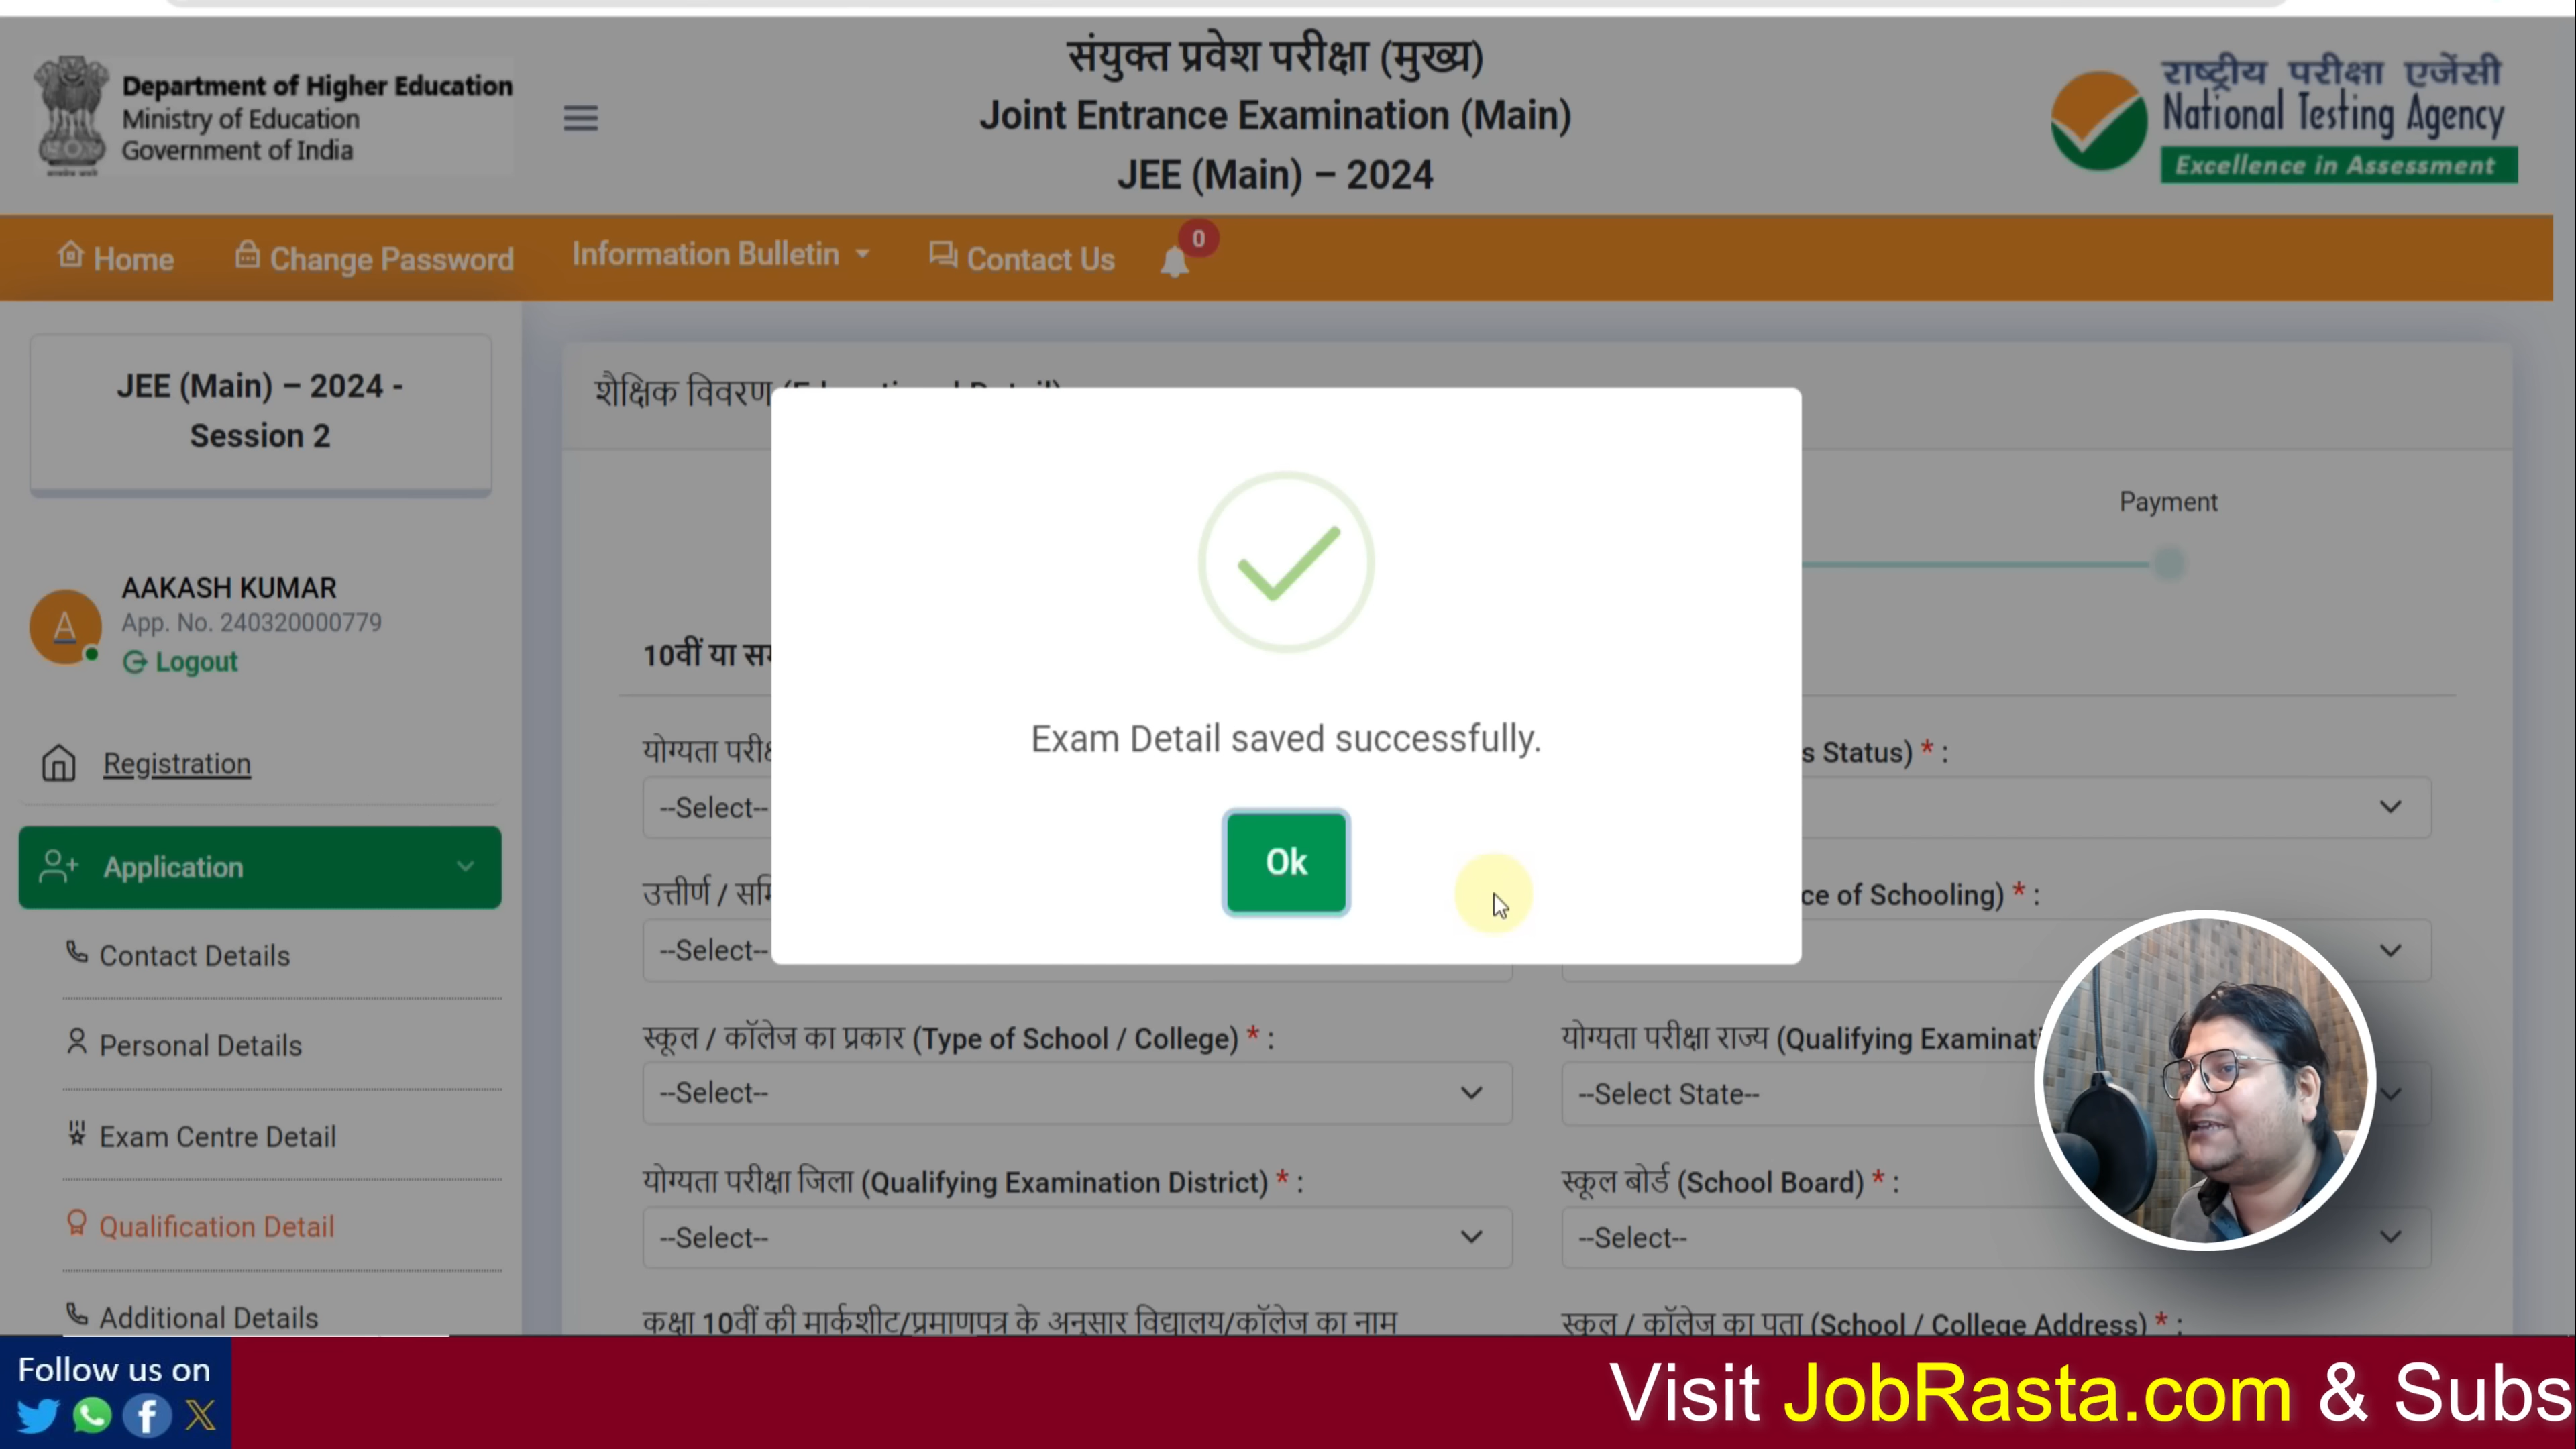 Department of Higher Education
Ministry of Education
Government of India
संयुक्त प्रवेश परीक्षा (मुख्य)
Joint Entrance Examination (Main)
JEE (Main) – 2024
राष्ट्रीय परीक्षा एजेंसी
National Testing Agency
Excellence in Assessment
Home
Change Password
Information Bulletin
Contact Us
0
JEE (Main) – 2024 -
Session 2
A
AAKASH KUMAR
App. No. 240320000779
Logout
Registration
Application
Contact Details
Personal Details
Exam Centre Detail
Qualification Detail
Additional Details
शैक्षिक विवरण
Payment
10वीं या
Exam Detail saved successfully.
Ok
योग्यता
--Select--
Status) * :
उत्तीर्ण /
--Select--
of Schooling) * :
स्कूल / कॉलेज का प्रकार (Type of School / College) * :
--Select--
योग्यता परीक्षा राज्य (Qualifying
--Select State--
योग्यता परीक्षा जिला (Qualifying Examination District) * :
--Select--
स्कूल बोर्ड (School Board) * :
--Select--
कक्षा 10वीं की मार्कशीट/प्रमाणपत्र के अनुसार विद्यालय/कॉलेज का नाम
स्कूल / कॉलेज का पता (School / College Address) * :
Follow us on
Visit JobRasta.com & Subs